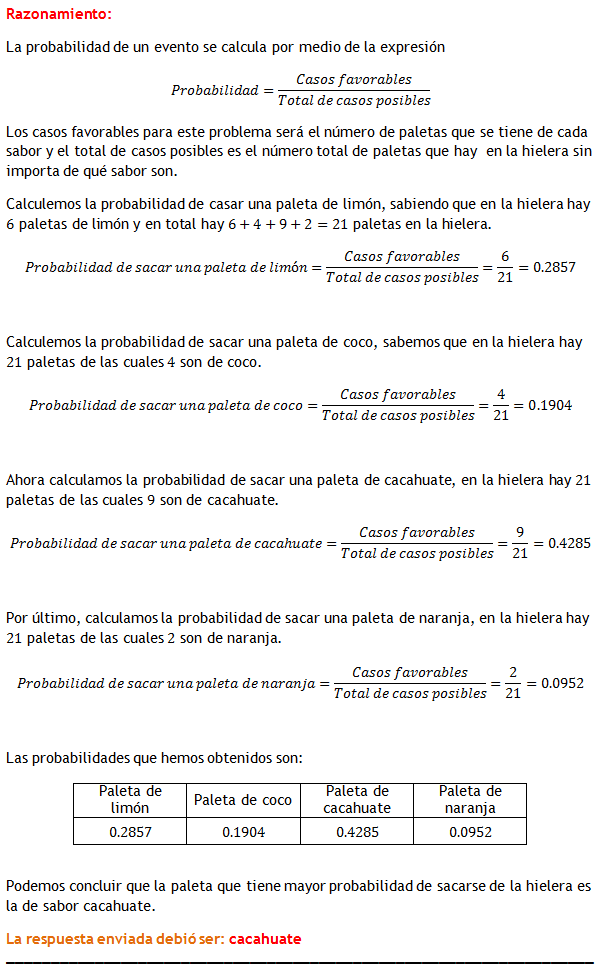 Razonamiento:
La probabilidad de un evento se calcula por medio de la expresión
Probabilidad = Casos favorables / Total de casos posibles
Los casos favorables para este problema será el número de paletas que se tiene de cada
sabor y el total de casos posibles es el número total de paletas que hay en la hielera sin
importa de qué sabor son.
Calculemos la probabilidad de casar una paleta de limón, sabiendo que en la hielera hay
6 paletas de limón y en total hay 6 + 4 + 9 + 2 = 21 paletas en la hielera.
Probabilidad de sacar una paleta de limón = Casos favorables / Total de casos posibles = 6/21 = 0.2857
Calculemos la probabilidad de sacar una paleta de coco, sabemos que en la hielera hay
21 paletas de las cuales 4 son de coco.
Probabilidad de sacar una paleta de coco = Casos favorables / Total de casos posibles = 4/21 = 0.1904
Ahora calculamos la probabilidad de sacar una paleta de cacahuate, en la hielera hay 21
paletas de las cuales 9 son de cacahuate.
Probabilidad de sacar una paleta de cacahuate = Casos favorables / Total de casos posibles = 9/21 = 0.4285
Por último, calculamos la probabilidad de sacar una paleta de naranja, en la hielera hay
21 paletas de las cuales 2 son de naranja.
Probabilidad de sacar una paleta de naranja = Casos favorables / Total de casos posibles = 2/21 = 0.0952
Las probabilidades que hemos obtenidos son:
Paleta de limón | Paleta de coco | Paleta de cacahuate | Paleta de naranja
0.2857 | 0.1904 | 0.4285 | 0.0952
Podemos concluir que la paleta que tiene mayor probabilidad de sacarse de la hielera es
la de sabor cacahuate.
La respuesta enviada debió ser: cacahuate